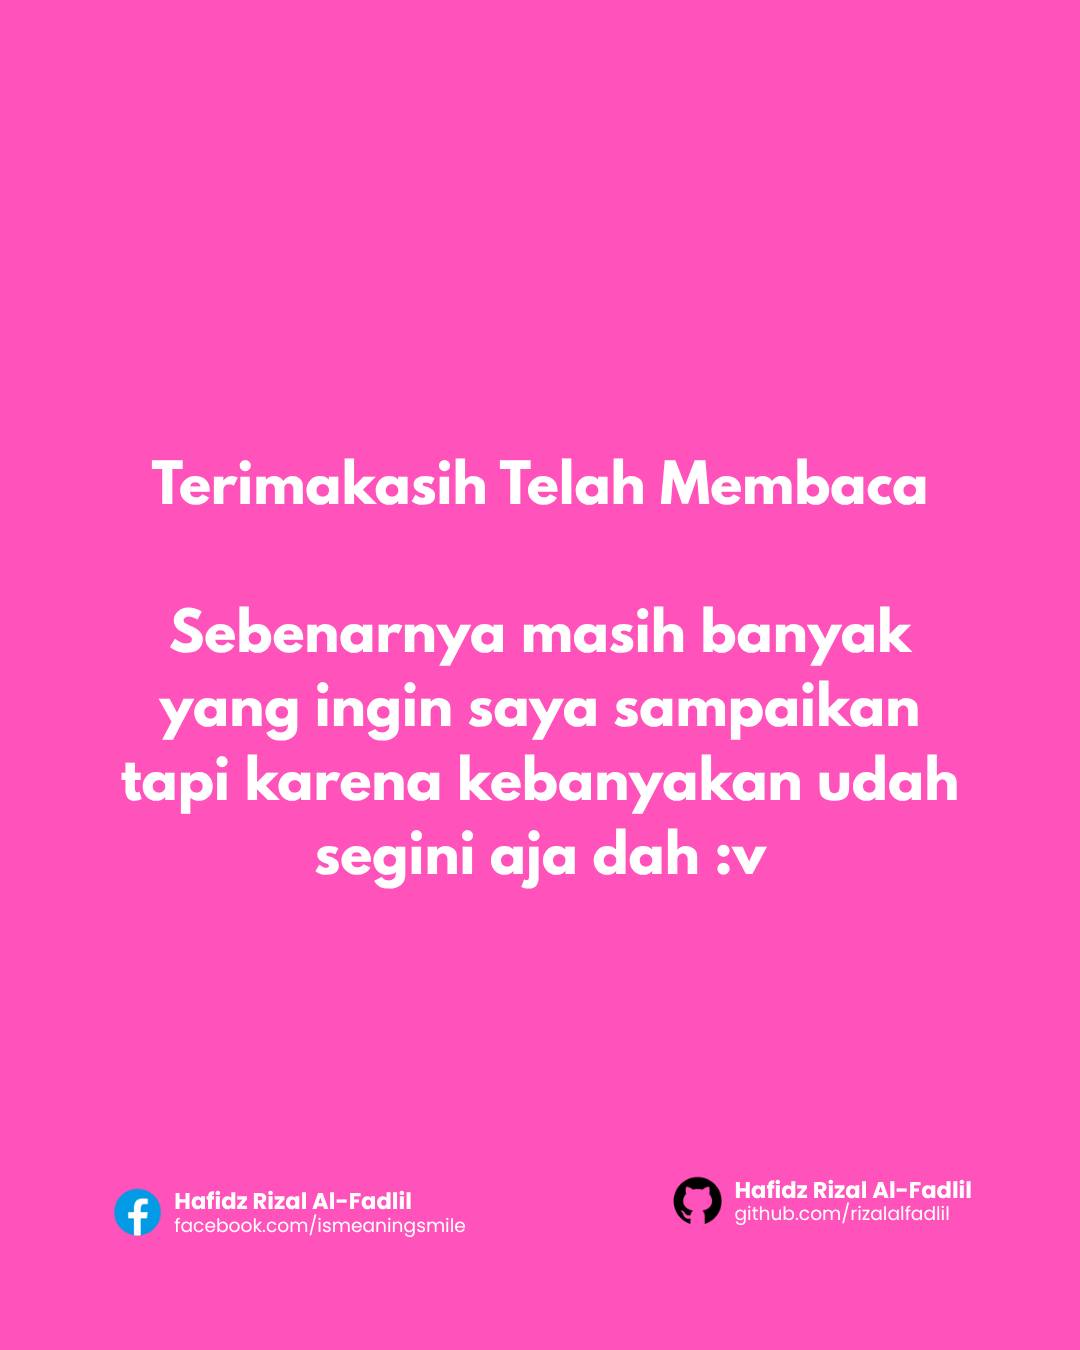 Terimakasih Telah Membaca
Sebenarnya masih banyak
yang ingin saya sampaikan
tapi karena kebanyakan udah
segini aja dah :v
Hafidz Rizal Al-Fadlil
facebook.com/ismeaningsmile
Hafidz Rizal Al-Fadlil
github.com/rizalalfadlil